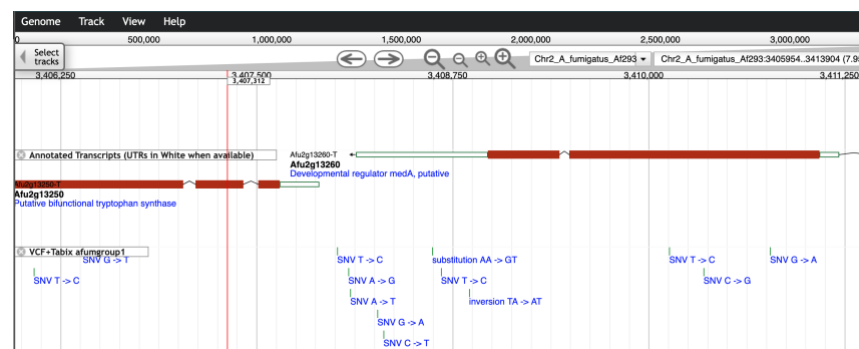 Genome Track View Help
0 500,000 1,000,000 1,500,000 2,000,000 2,500,000 3,000,000
Select
tracks
Chr2_A_fumigatus_Af293 Chr2_A_fumigatus_Af293:3405954..3413904 (7.9
3,406,250 3,407,500 3,408,750 3,410,000 3,411,250
3,407,312
Annotated Transcripts (UTRs in White when available)
Afu2g13260-T
Afu2g13260
Developmental regulator medA, putative
Afu2g13250-T
Afu2g13250
Putative bifunctional tryptophan synthase
VCF+Tabix afumgroup1
SNV G -> T SNV T -> C substitution AA -> GT SNV T -> C SNV G -> A
SNV T -> C SNV A -> G SNV T -> C SNV C -> G
SNV A -> T inversion TA -> AT
SNV G -> A
SNV C -> T